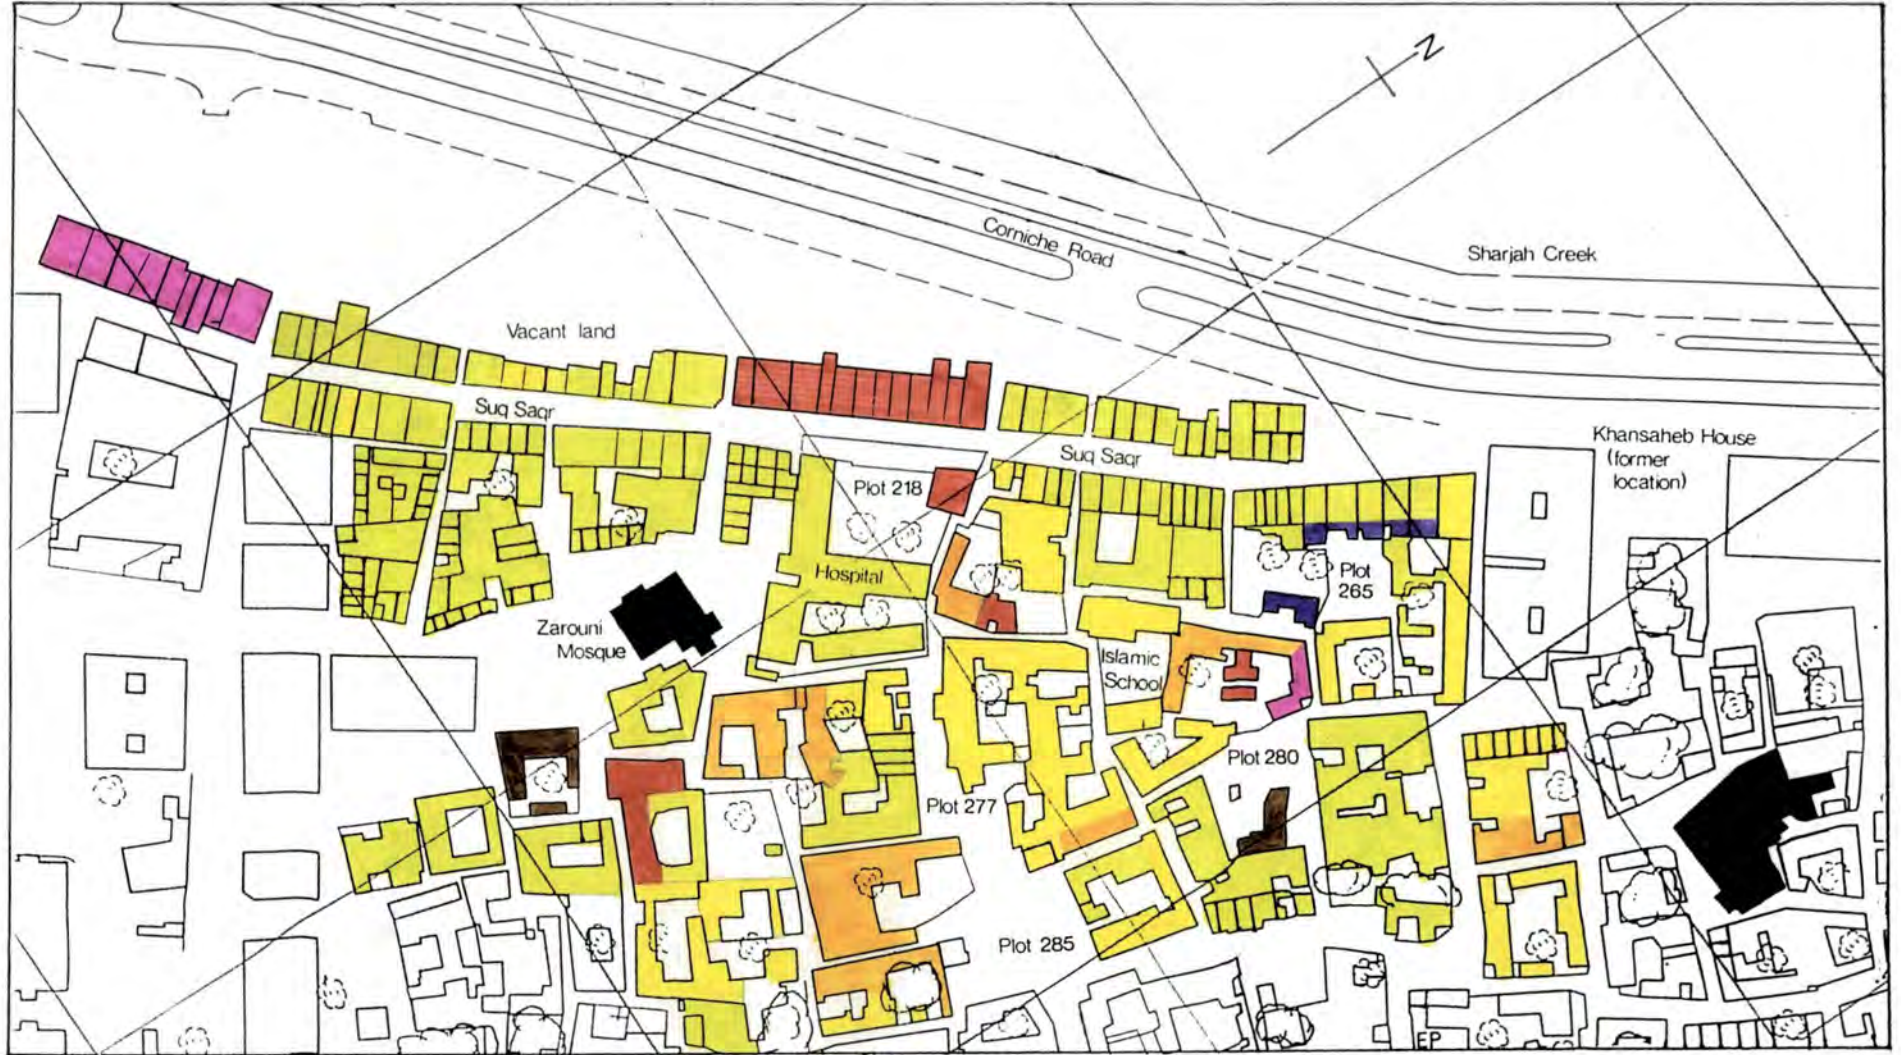 N
Corniche Road
Sharjah Creek
Vacant land
Suq Saqr
Khansaheb House
(former
location)
Suq Saqr
Plot 218
Hospital
Plot
265
Zarouni
Mosque
Islamic
School
Plot 280
Plot 277
Plot 285
EP